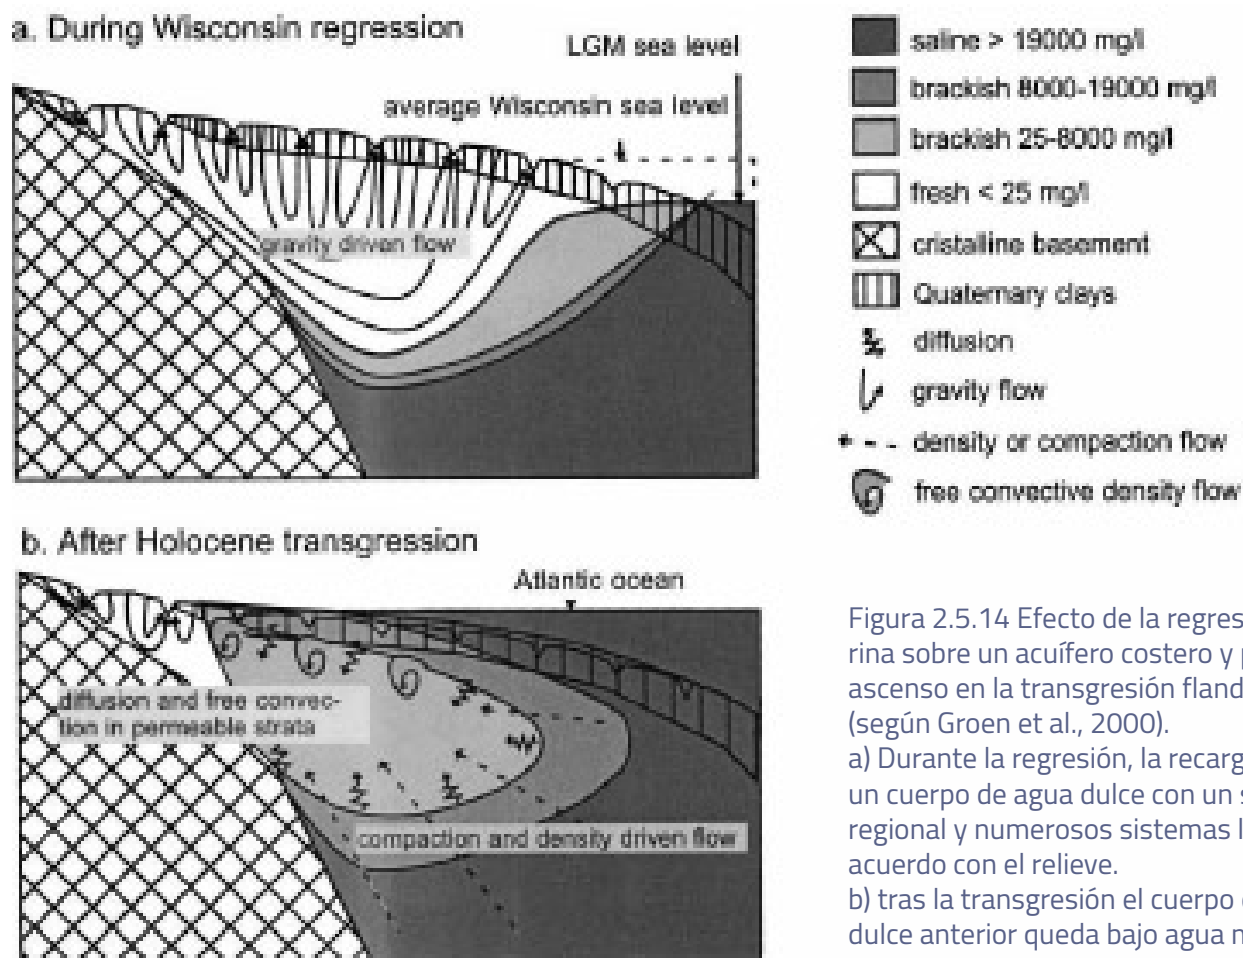 a. During Wisconsin regression
LGM sea level
average Wisconsin sea level
gravity driven flow
saline > 19000 mg/l
brackish 8000-19000 mg/l
brackish 25-8000 mg/l
fresh < 25 mg/l
cristalline basement
Quaternary clays
diffusion
gravity flow
density or compaction flow
free convective density flow
b. After Holocene transgression
Atlantic ocean
diffusion and free convec-
tion in permeable strata
compaction and density driven flow
Figura 2.5.14 Efecto de la regres
rina sobre un acuífero costero y p
ascenso en la transgresión fland
(según Groen et al., 2000).
a) Durante la regresión, la recarg
un cuerpo de agua dulce con un s
regional y numerosos sistemas l
acuerdo con el relieve.
b) tras la transgresión el cuerpo
dulce anterior queda bajo agua